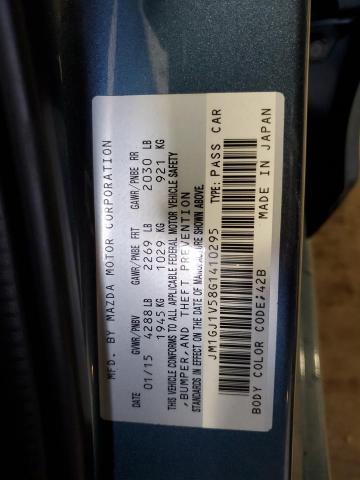 MFD. BY MAZDA MOTOR CORPORATION
DATE GVWR/PNBV GAWR/PNBE FRT GAWR/PNBE RR
01/15 4288 LB 2269 LB 2030 LB
1945 KG 1029 KG 921 KG
THIS VEHICLE CONFORMS TO ALL APPLICABLE FEDERAL MOTOR VEHICLE SAFETY
,BUMPER,AND THEFT PREVENTION
STANDARDS IN EFFECT ON THE DATE OF MANUFACTURE SHOWN ABOVE.
JM1GJ1V58G1410295 TYPE: PASS CAR
BODY COLOR CODE;42B MADE IN JAPAN